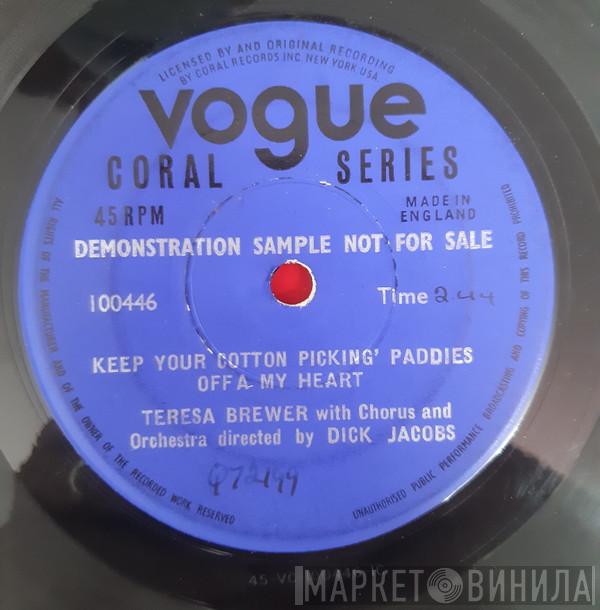 LICENSED BY AND ORIGINAL RECORDING
BY CORAL RECORDS INC. NEW YORK USA
vogue
CORAL SERIES
45 RPM
MADE IN
ENGLAND
DEMONSTRATION SAMPLE NOT FOR SALE
100446
Time 2.44
KEEP YOUR COTTON PICKING' PADDIES
OFFA MY HEART
TERESA BREWER with Chorus and
Orchestra directed by DICK JACOBS
Q72199
ALL RIGHTS OF THE MANUFACTURER AND OF THE OWNER OF THE RECORDED WORK RESERVED
UNAUTHORISED PUBLIC PERFORMANCE BROADCASTING AND COPYING OF THIS RECORD PROHIBITED
МАРКЕТ ВИНИЛА